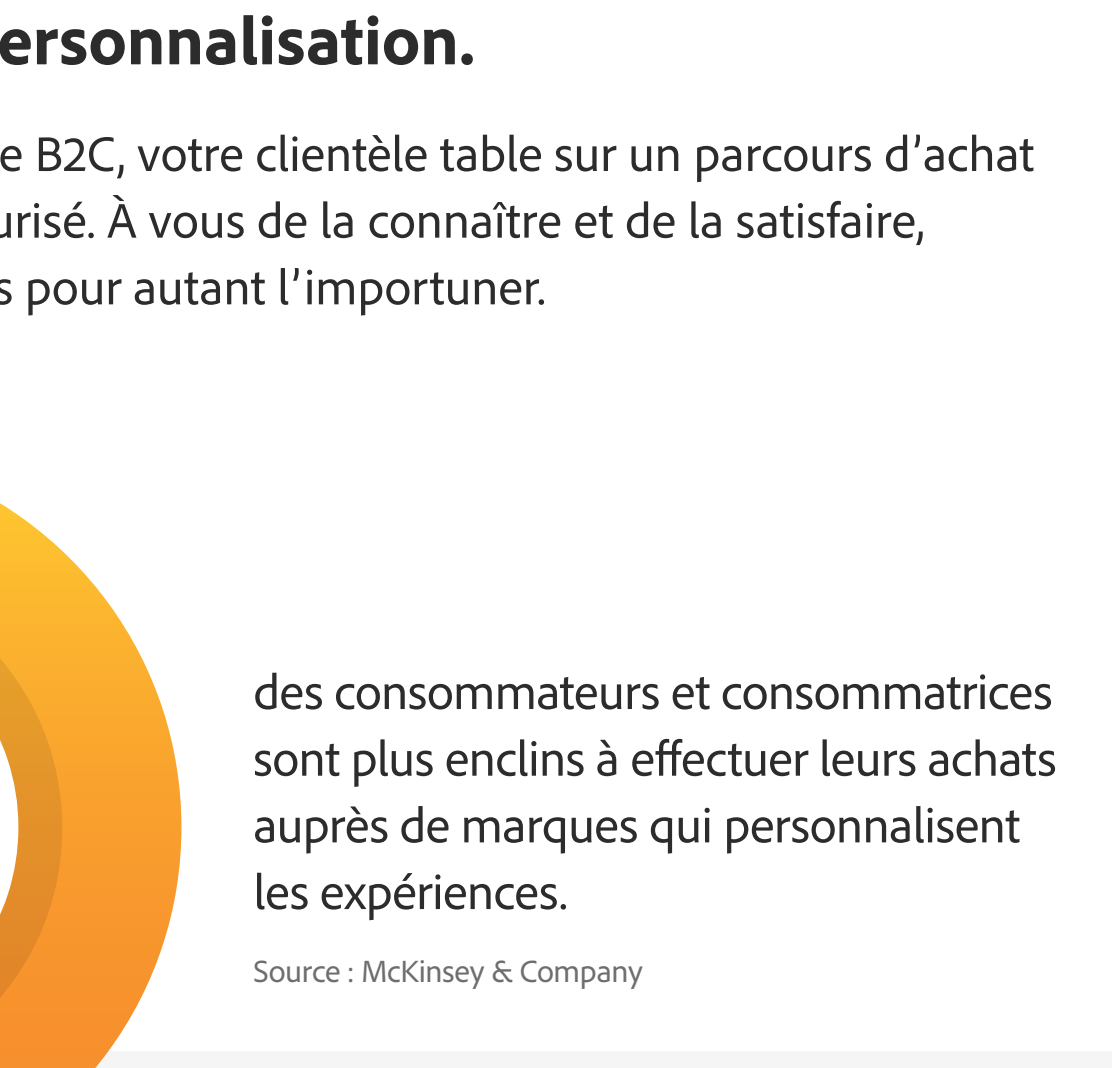 ersonnalisation.
e B2C, votre clientèle table sur un parcours d’achat
urisé. À vous de la connaître et de la satisfaire,
s pour autant l’importuner.
des consommateurs et consommatrices
sont plus enclins à effectuer leurs achats
auprès de marques qui personnalisent
les expériences.
Source : McKinsey & Company